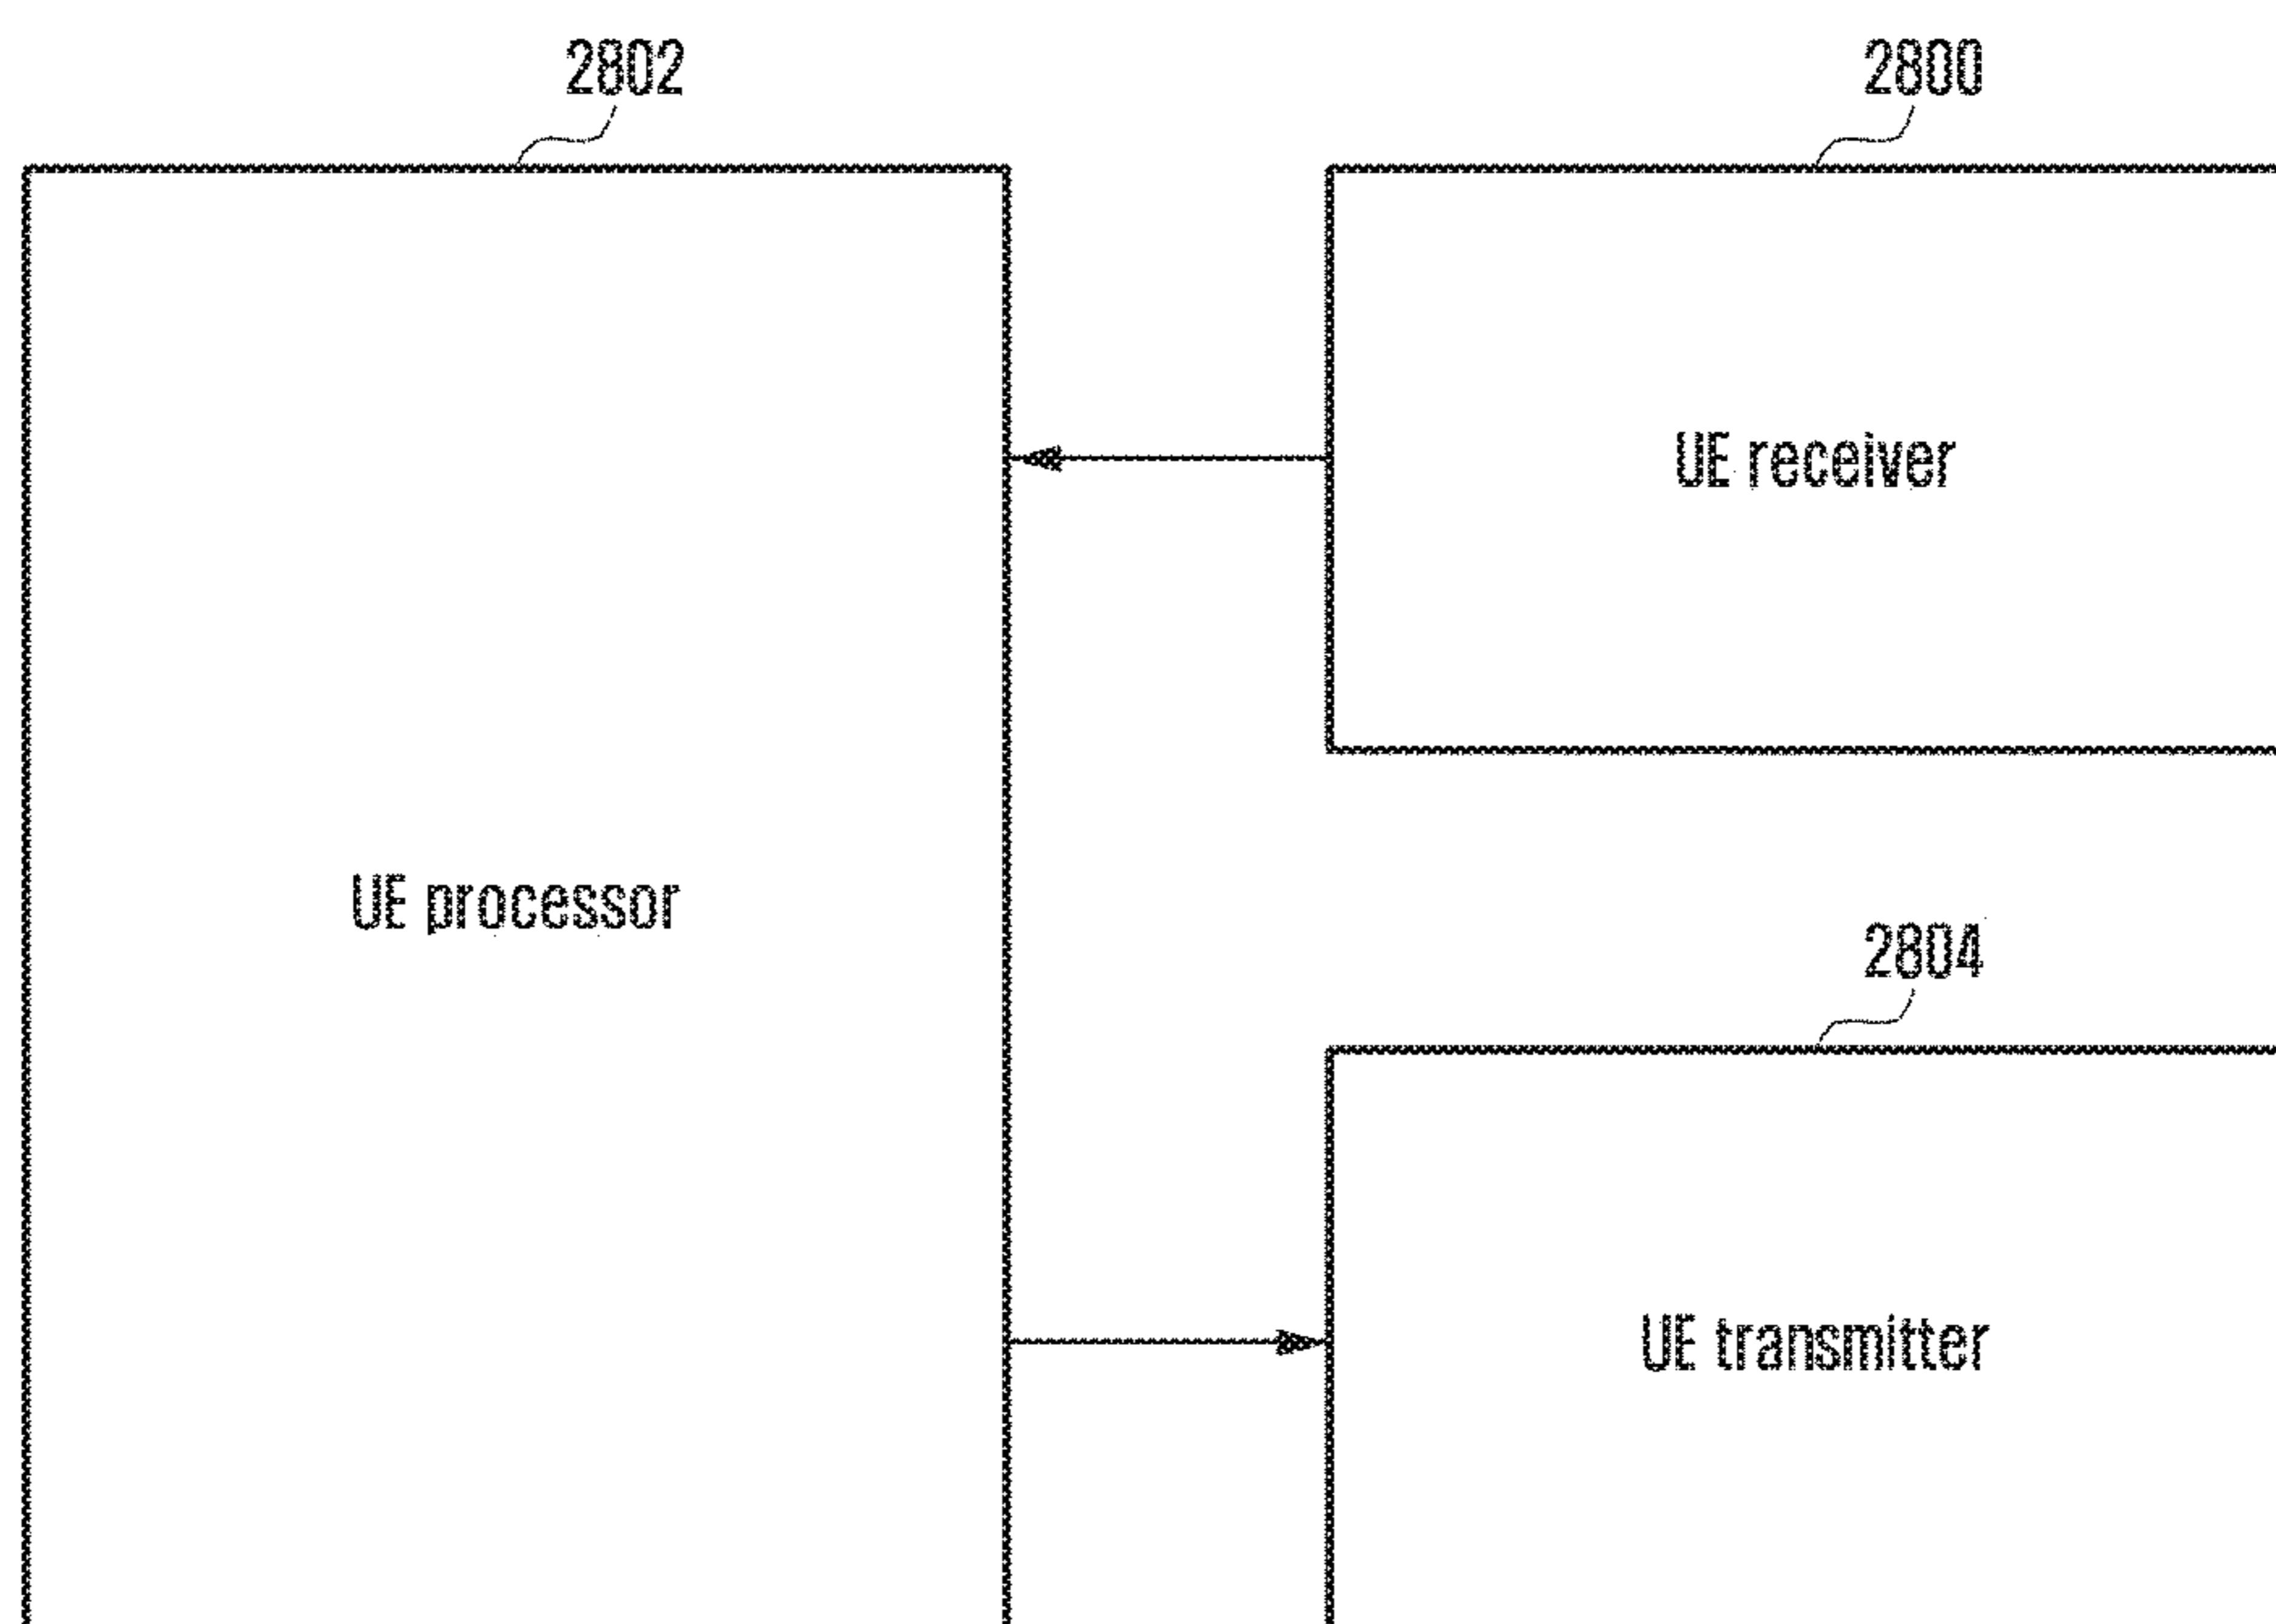 2802
2800
UE receiver
UE processor
2804
UE transmitter